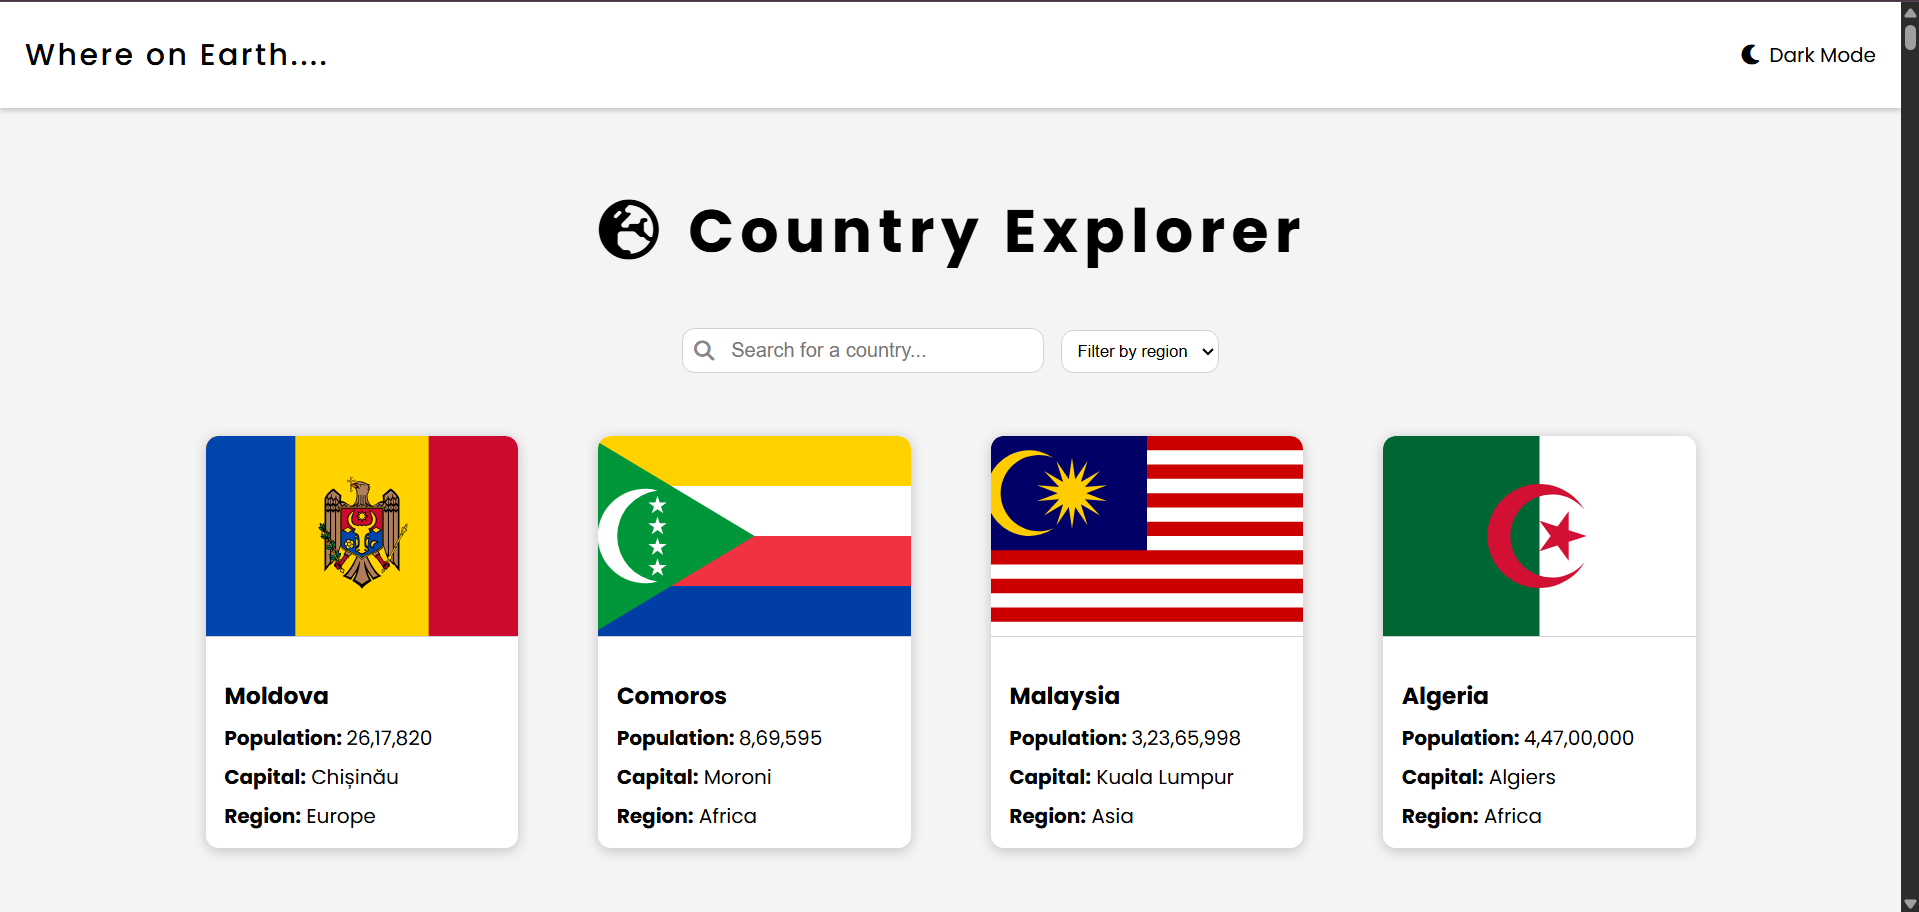 Where on Earth....
Dark Mode
Country Explorer
Search for a country...
Filter by region
Moldova
Population: 26,17,820
Capital: Chișinău
Region: Europe
Comoros
Population: 8,69,595
Capital: Moroni
Region: Africa
Malaysia
Population: 3,23,65,998
Capital: Kuala Lumpur
Region: Asia
Algeria
Population: 4,47,00,000
Capital: Algiers
Region: Africa